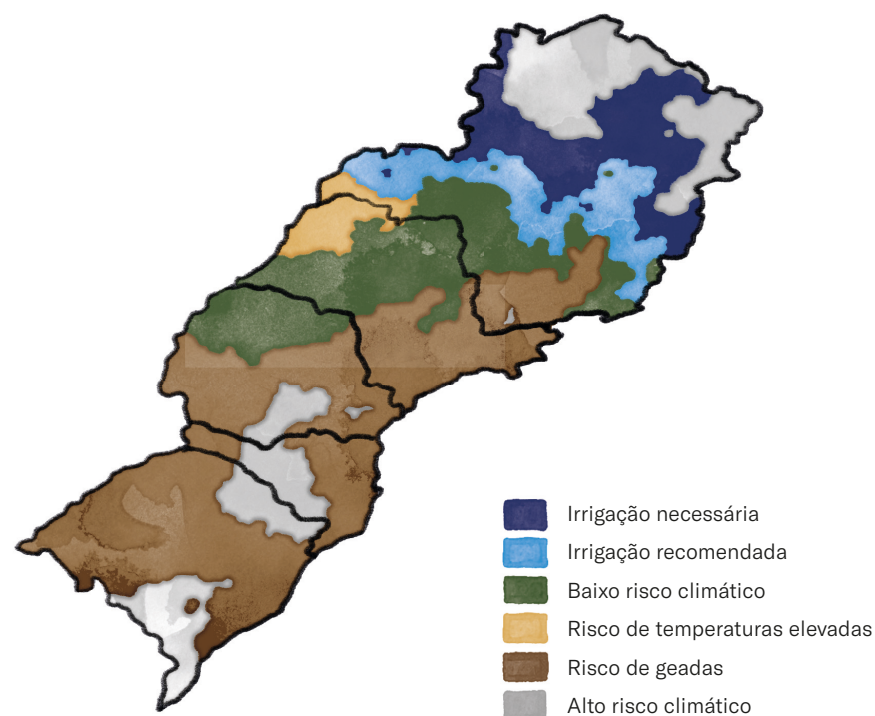 Irrigação necessária
Irrigação recomendada
Baixo risco climático
Risco de temperaturas elevadas
Risco de geadas
Alto risco climático